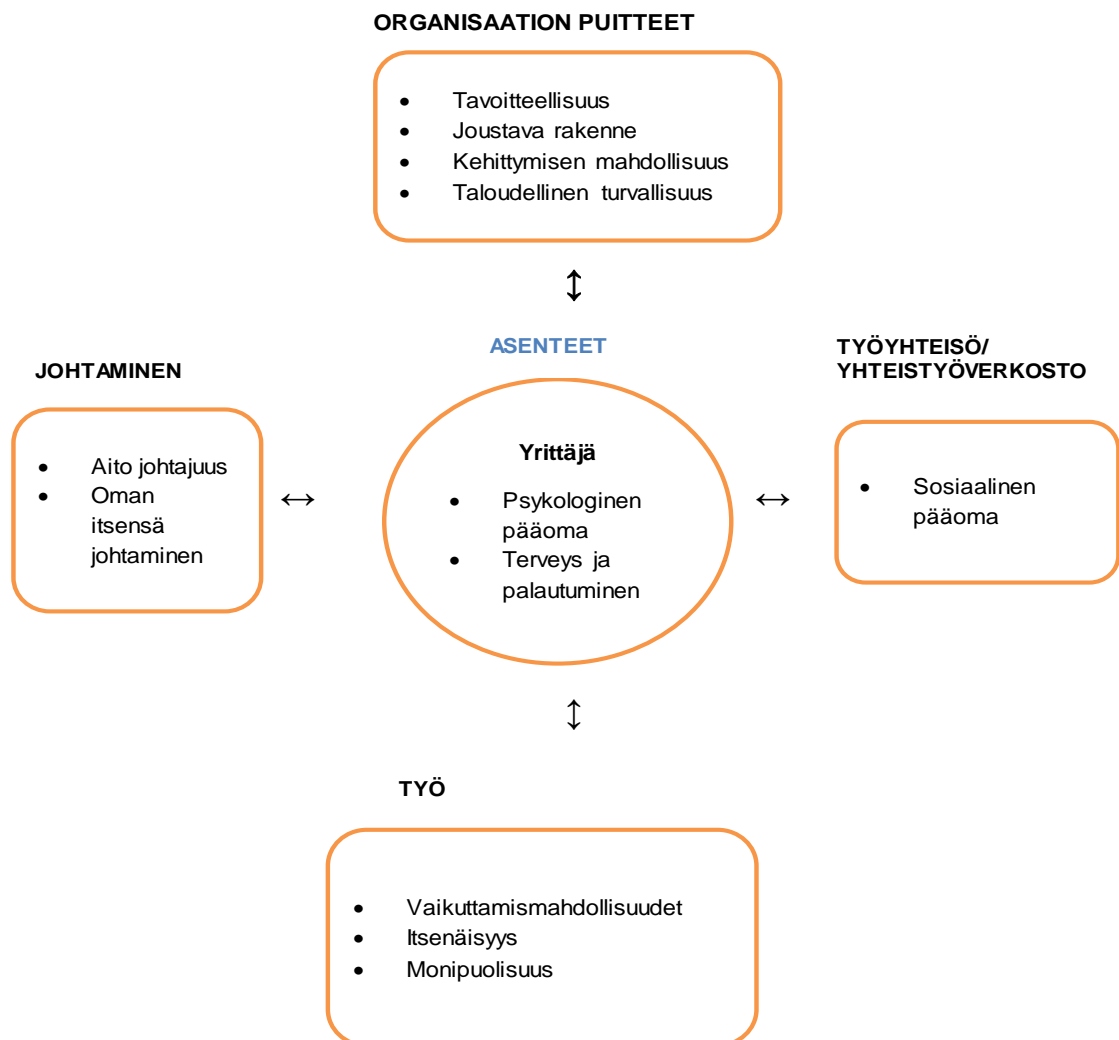 ORGANISAATION PUITTEET
• Tavoitteellisuus
• Joustava rakenne
• Kehittymisen mahdollisuus
• Taloudellinen turvallisuus
↕
JOHTAMINEN
• Aito johtajuus
• Oman
itsensä
johtaminen
↔
ASENTEET
Yrittäjä
• Psykologinen
pääoma
• Terveys ja
palautuminen
↔
TYÖYHTEISÖ/
YHTEISTYÖVERKOSTO
• Sosiaalinen
pääoma
↕
TYÖ
• Vaikuttamismahdollisuudet
• Itsenäisyys
• Monipuolisuus